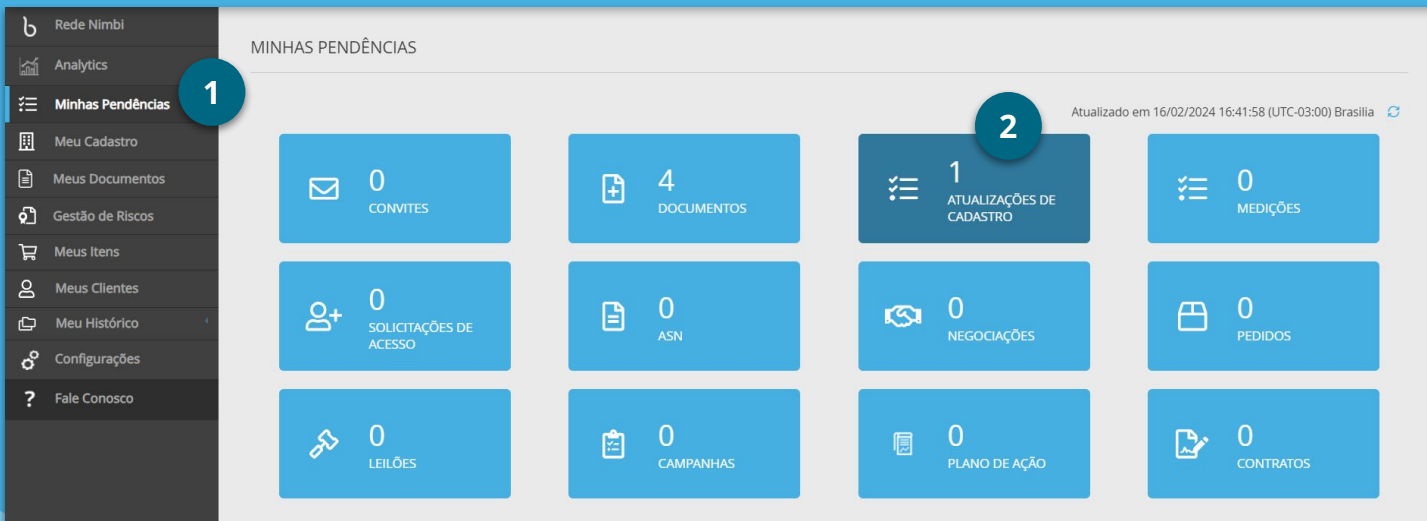 Rede Nimbi
Analytics
Minhas Pendências
1
Meu Cadastro
Meus Documentos
Gestão de Riscos
Meus Itens
Meus Clientes
Meu Histórico
Configurações
? Fale Conosco
MINHAS PENDÊNCIAS
Atualizado em 16/02/2024 16:41:58 (UTC-03:00) Brasilia
2
0
CONVITES
4
DOCUMENTOS
1
ATUALIZAÇÕES DE
CADASTRO
0
MEDIÇÕES
0
SOLICITAÇÕES DE
ACESSO
0
ASN
0
NEGOCIAÇÕES
0
PEDIDOS
0
LEILÕES
0
CAMPANHAS
0
PLANO DE AÇÃO
0
CONTRATOS